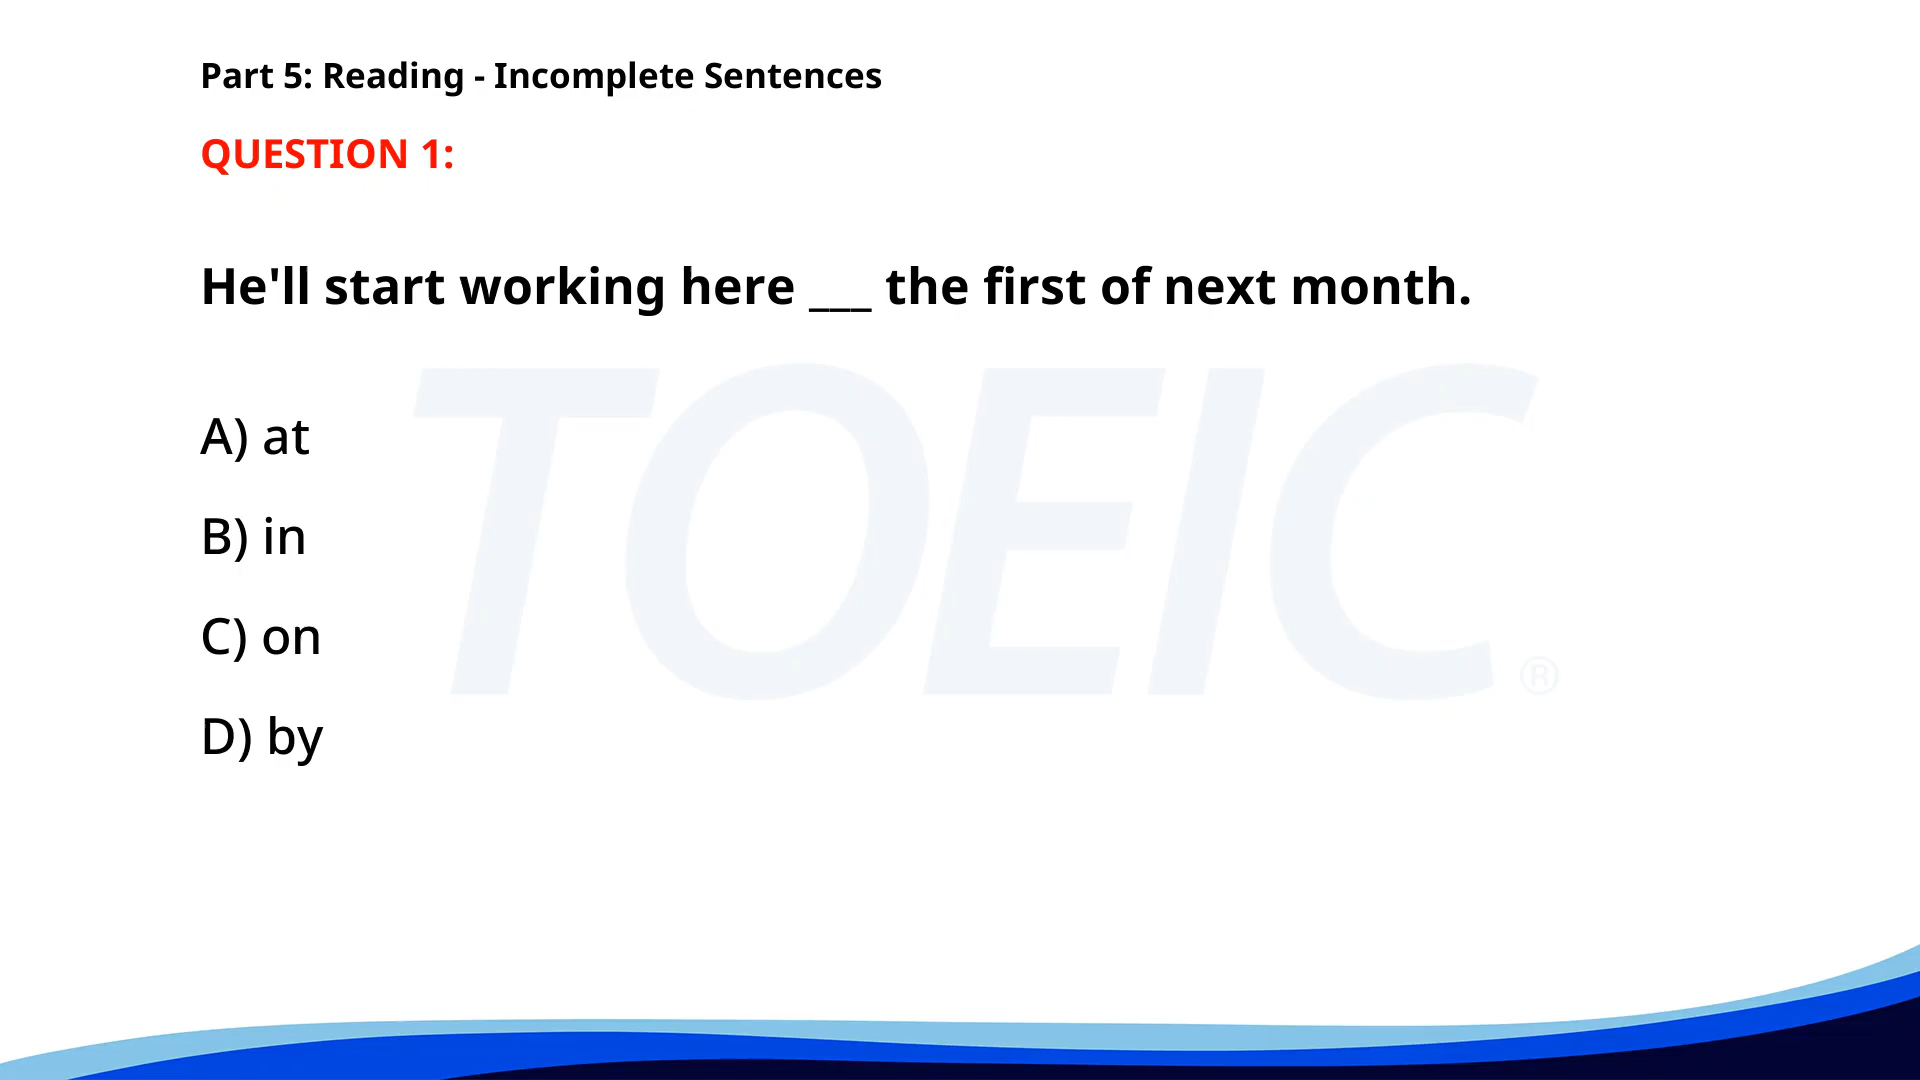 Part 5: Reading - Incomplete Sentences
QUESTION 1:
He'll start working here ___ the first of next month.
TOEIC®
A) at
B) in
C) on
D) by